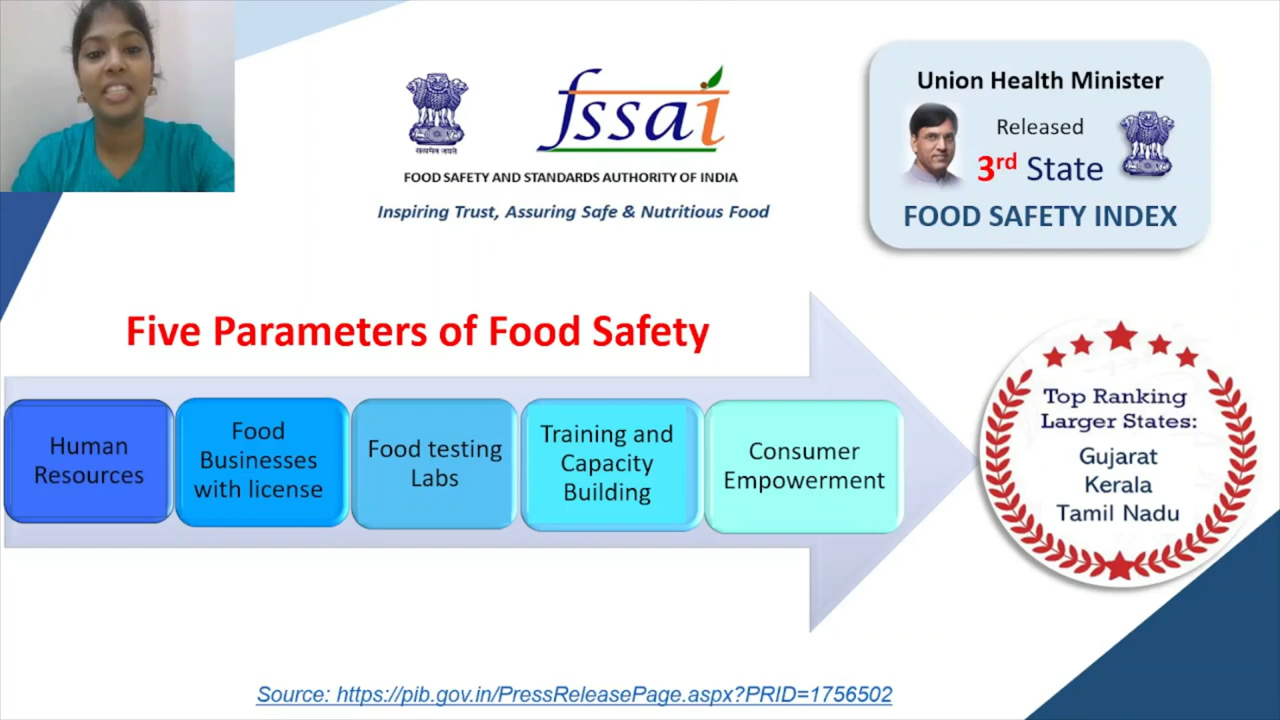 fssai
सत्यमेव जयते
FOOD SAFETY AND STANDARDS AUTHORITY OF INDIA
Inspiring Trust, Assuring Safe & Nutritious Food
Union Health Minister
Released
3rd State
FOOD SAFETY INDEX
Five Parameters of Food Safety
Human
Resources
Food
Businesses
with license
Food testing
Labs
Training and
Capacity
Building
Consumer
Empowerment
Top Ranking
Larger States:
Gujarat
Kerala
Tamil Nadu
Source: https://pib.gov.in/PressReleasePage.aspx?PRID=1756502